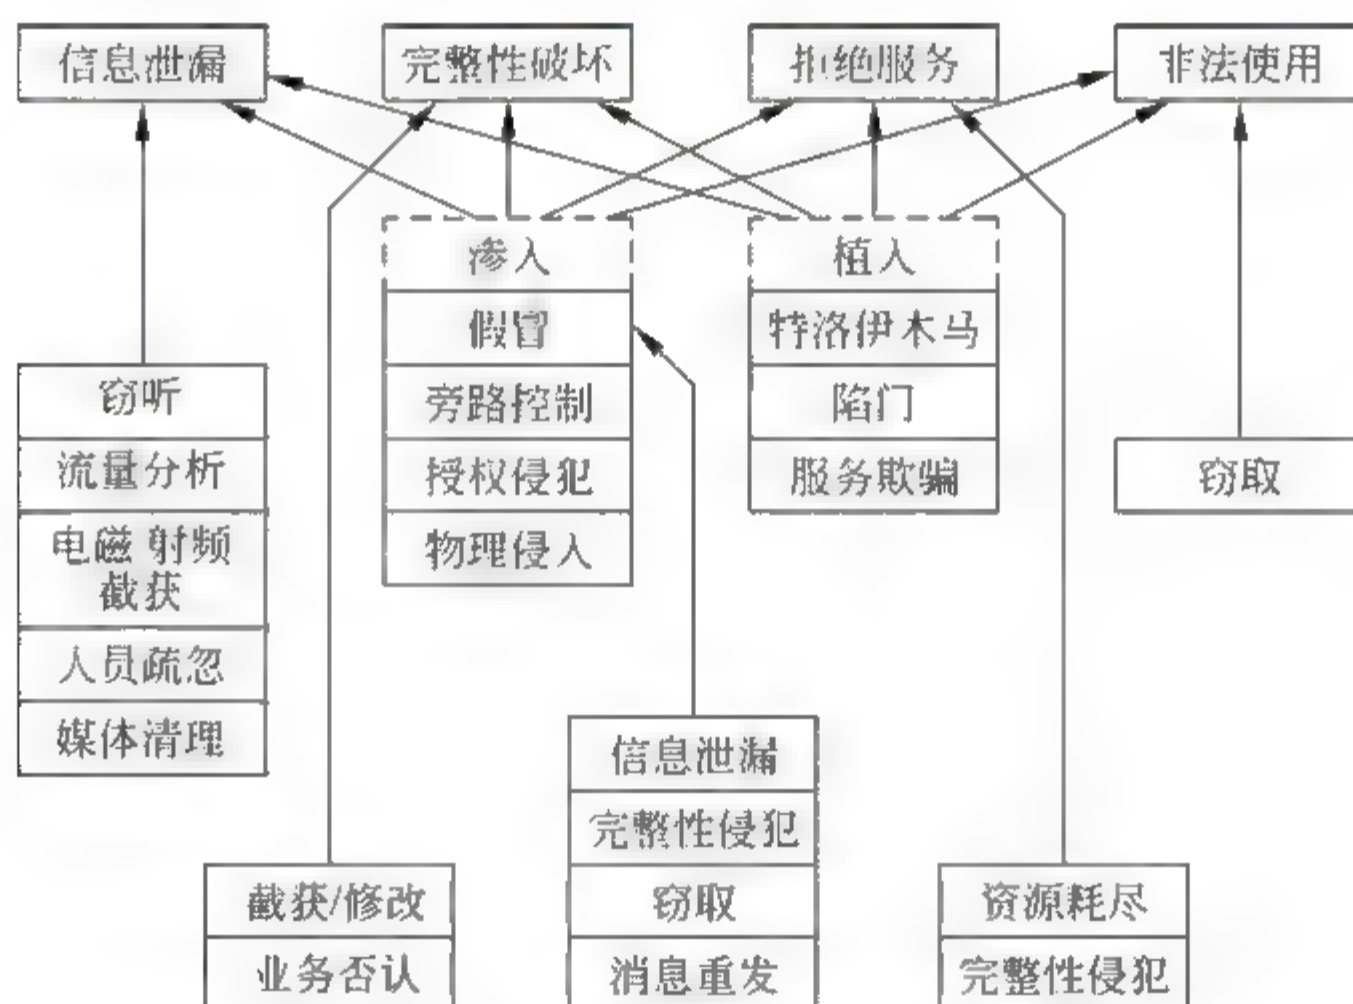 信息泄漏
完整性破坏
拒绝服务
非法使用
渗入
假冒
旁路控制
授权侵犯
物理侵入
植入
特洛伊木马
陷门
服务欺骗
窃听
流量分析
电磁 射频
截获
人员疏忽
媒体清理
窃取
信息泄漏
完整性侵犯
窃取
消息重发
截获/修改
业务否认
资源耗尽
完整性侵犯